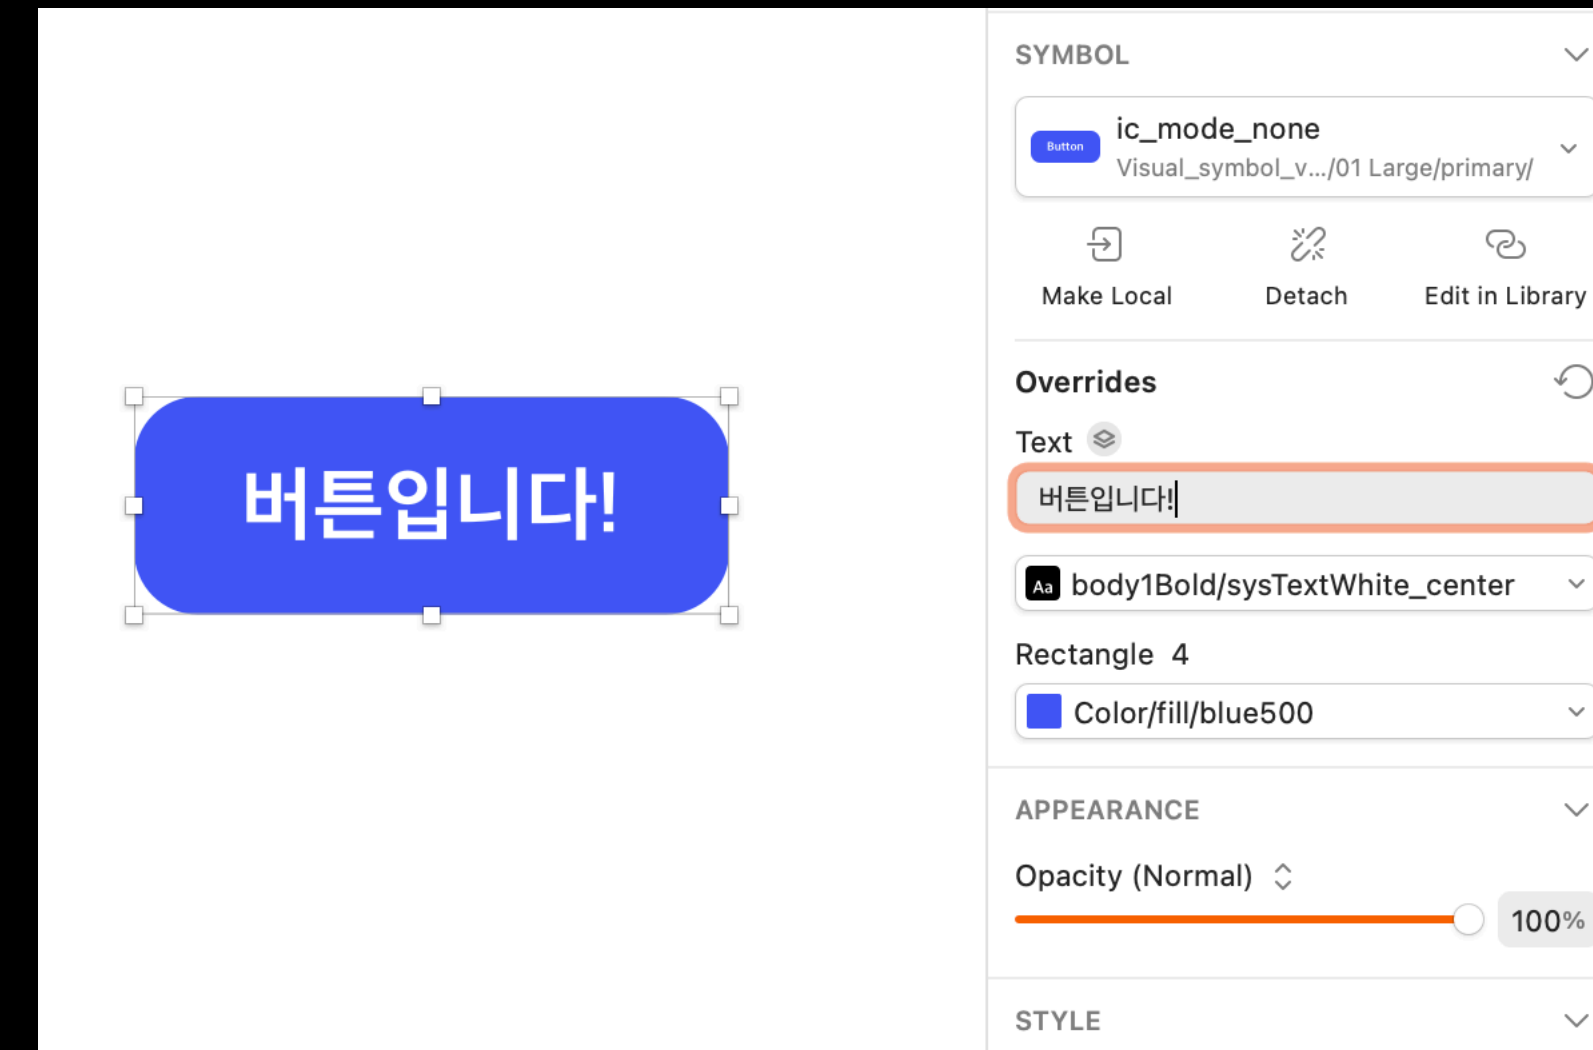 버튼입니다!
SYMBOL
Button
ic_mode_none
Visual_symbol_v.../01 Large/primary/
Make Local
Detach
Edit in Library
Overrides
Text
버튼입니다!
Aa body1Bold/sysTextWhite_center
Rectangle 4
Color/fill/blue500
APPEARANCE
Opacity (Normal)
100%
STYLE